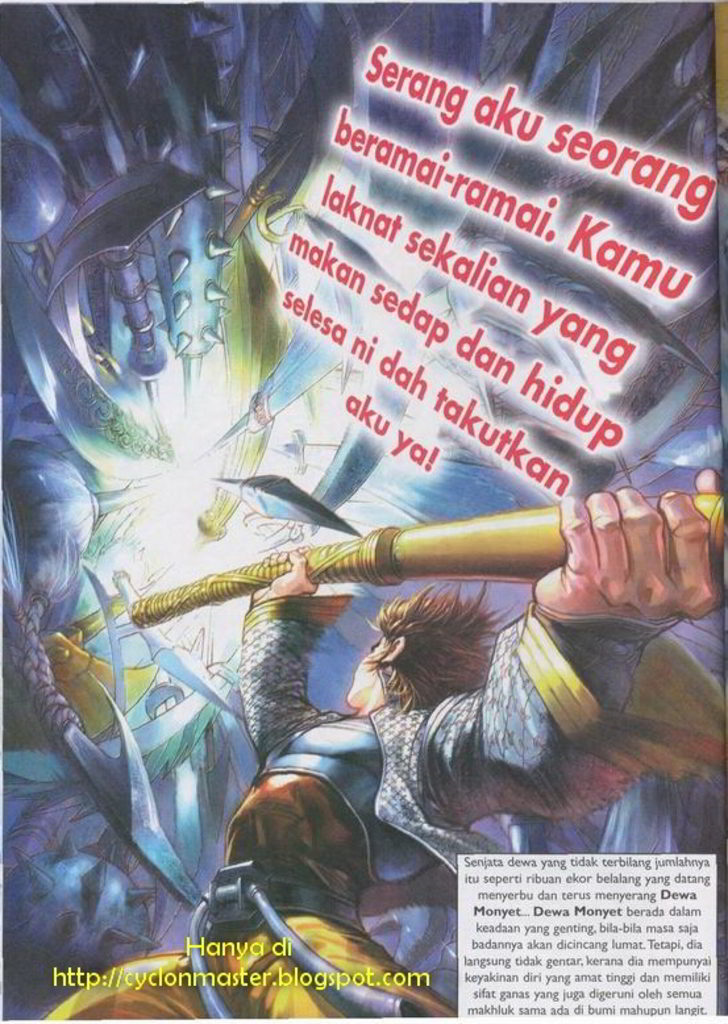 Serang aku seorang
beramai-ramai. Kamu
laknat sekalian yang
makan sedap dan hidup
selesa ni dah takutkan
aku ya!
Senjata dewa yang tidak terbilang jumlahnya
itu seperti ribuan ekor belalang yang datang
menyerbu dan terus menyerang Dewa
Monyet... Dewa Monyet berada dalam
keadaan yang genting, bila-bila masa saja
badannya akan dicincang lumat. Tetapi, dia
langsung tidak gentar, kerana dia mempunyai
keyakinan diri yang amat tinggi dan memiliki
sifat ganas yang juga digeruni oleh semua
makhluk sama ada di bumi mahupun langit.
Hanya di
http://cyclonmaster.blogspot.com